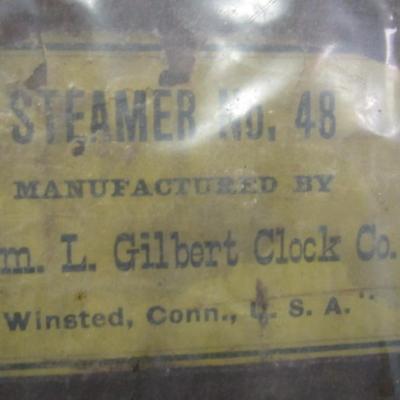 STEAMER No. 48
MANUFACTURED BY
m. L. Gilbert Clock Co.
Winsted, Conn., U. S. A."